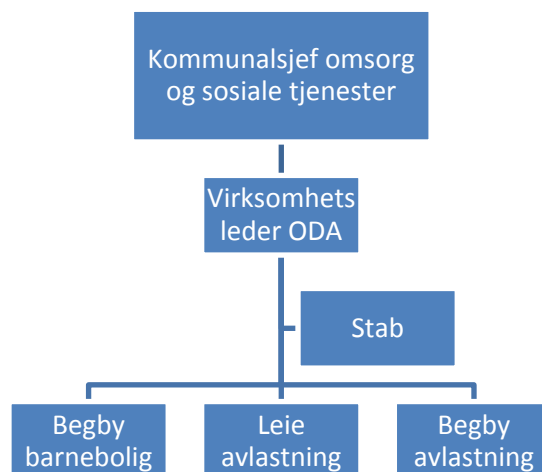 Kommunalsjef omsorg
og sosiale tjenester
Virksomhets
leder ODA
Stab
Begby
barnebolig
Leie
avlastning
Begby
avlastning